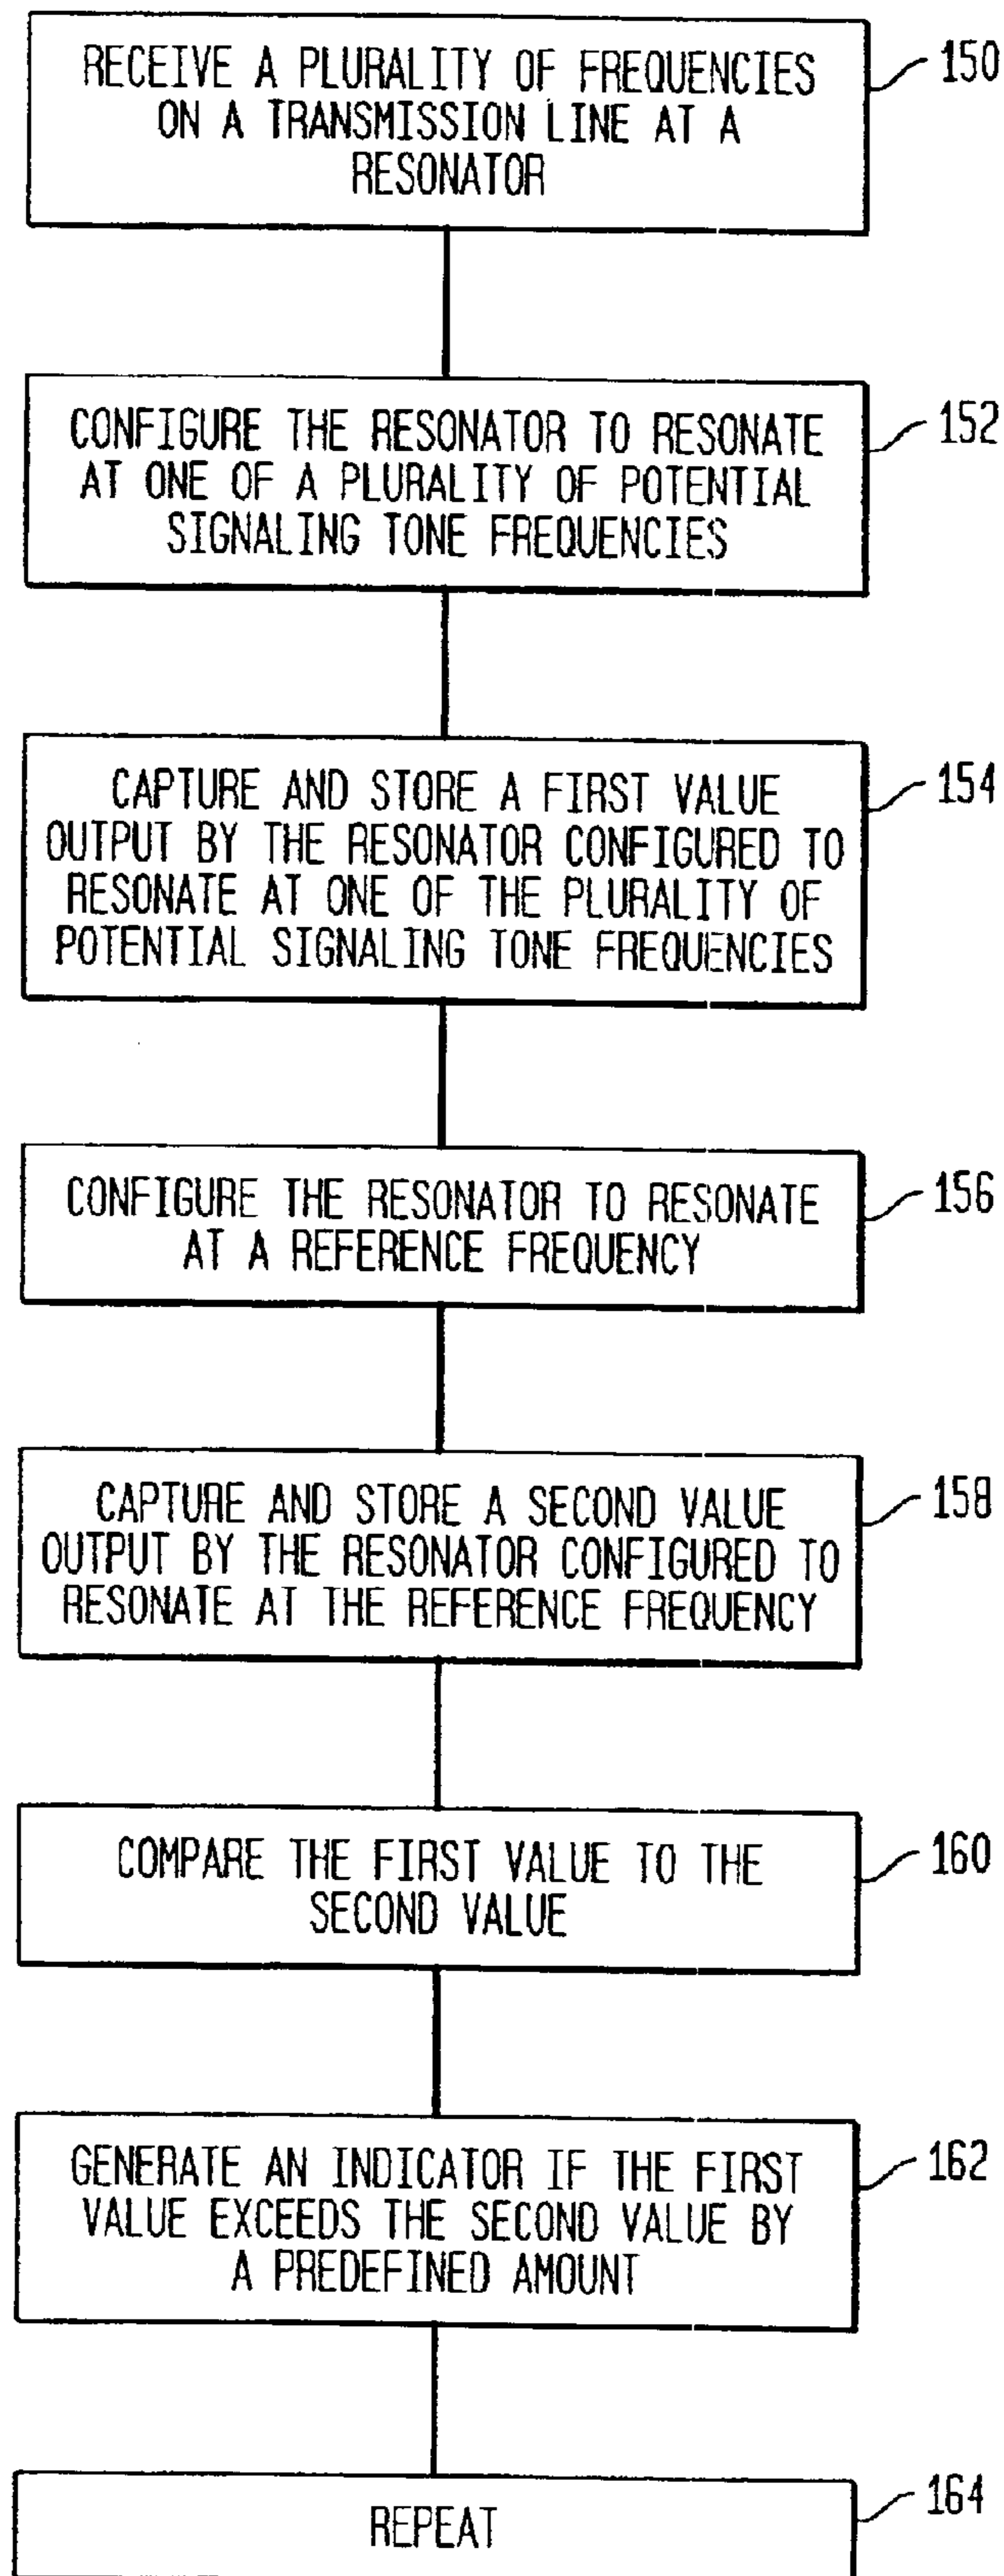 RECEIVE A PLURALITY OF FREQUENCIES
ON A TRANSMISSION LINE AT A
RESONATOR
150
CONFIGURE THE RESONATOR TO RESONATE
AT ONE OF A PLURALITY OF POTENTIAL
SIGNALING TONE FREQUENCIES
152
CAPTURE AND STORE A FIRST VALUE
OUTPUT BY THE RESONATOR CONFIGURED TO
RESONATE AT ONE OF THE PLURALITY OF
POTENTIAL SIGNALING TONE FREQUENCIES
154
CONFIGURE THE RESONATOR TO RESONATE
AT A REFERENCE FREQUENCY
156
CAPTURE AND STORE A SECOND VALUE
OUTPUT BY THE RESONATOR CONFIGURED TO
RESONATE AT THE REFERENCE FREQUENCY
158
COMPARE THE FIRST VALUE TO THE
SECOND VALUE
160
GENERATE AN INDICATOR IF THE FIRST
VALUE EXCEEDS THE SECOND VALUE BY
A PREDEFINED AMOUNT
162
REPEAT
164